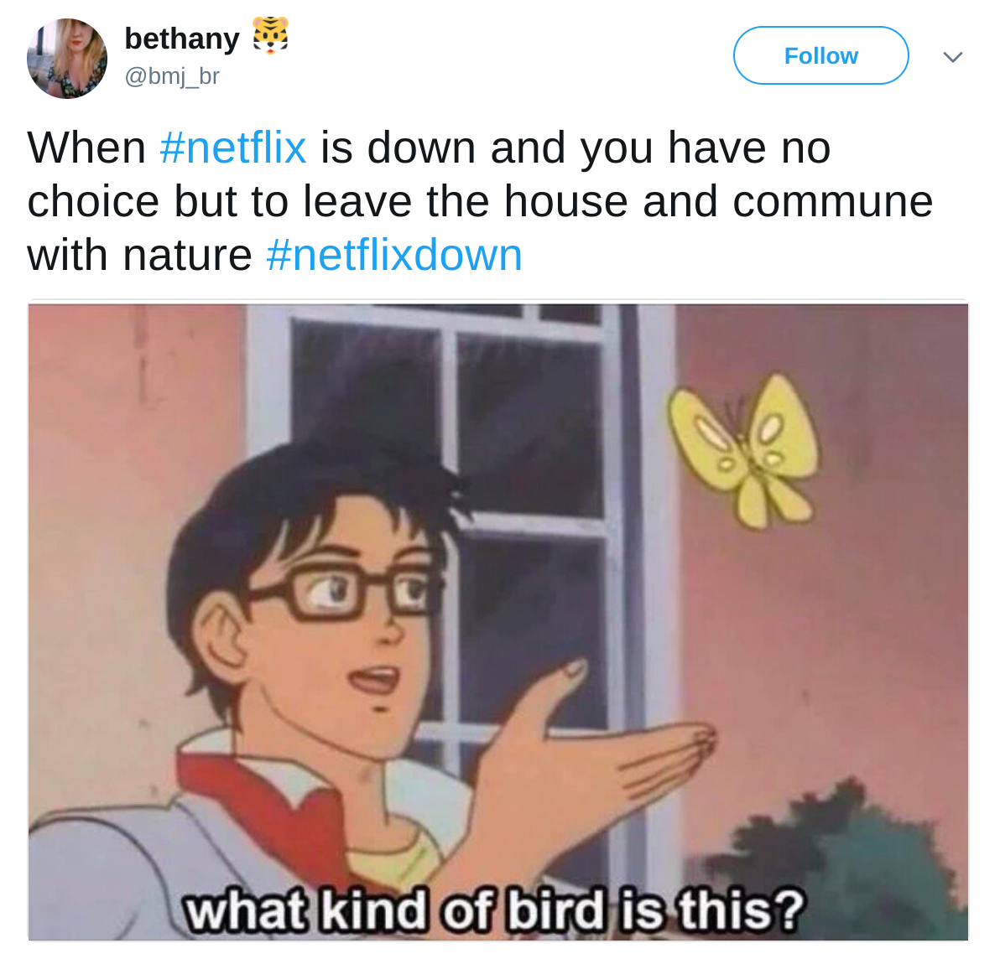 bethany 🐯
@bmj_br
Follow
When #netflix is down and you have no
choice but to leave the house and commune
with nature #netflixdown
what kind of bird is this?